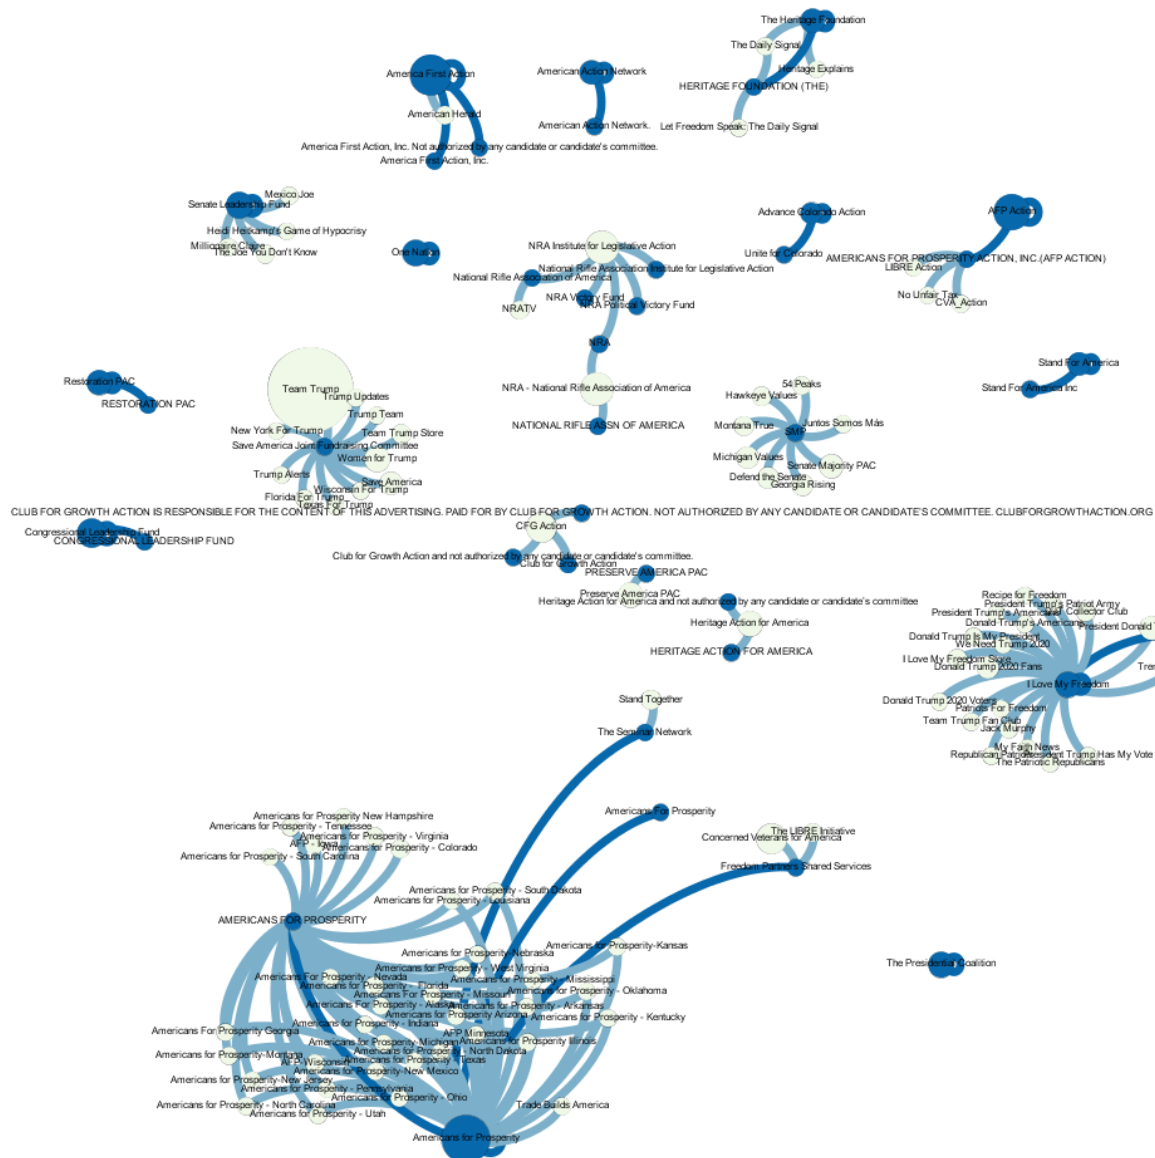 The Heritage Foundation
The Daily Signal
Heritage Explains
HERITAGE FOUNDATION (THE)
Let Freedom Speak: The Daily Signal
America First Action
American Herald
America First Action, Inc. Not authorized by any candidate or candidate's committee.
America First Action, Inc.
American Action Network
American Action Network.
Mexico Joe
Senate Leadership Fund
Heidi Heitkamp's Game of Hypocrisy
Millionaire Claire
The Joe You Don't Know
One Nation
NRA Institute for Legislative Action
National Rifle Association Institute for Legislative Action
National Rifle Association of America
NRA Victory Fund
NRA Political Victory Fund
NRATV
NRA
NRA - National Rifle Association of America
NATIONAL RIFLE ASSN OF AMERICA
Advance Colorado Action
Unite for Colorado
AFP Action
AMERICANS FOR PROSPERITY ACTION, INC.(AFP ACTION)
LIBRE Action
No Unfair Tax
CVA_Action
Restoration PAC
RESTORATION PAC
Team Trump
Trump Updates
Trump Team
New York For Trump
Team Trump Store
Save America Joint Fundraising Committee
Women for Trump
Trump Alerts
Save America
Wisconsin For Trump
Florida For Trump
Texas For Trump
54 Peaks
Hawkeye Values
Montana True
Juntos Somos Más
SMP
Michigan Values
Senate Majority PAC
Defend the Senate
Georgia Rising
Stand For America
Stand For America Inc
CLUB FOR GROWTH ACTION IS RESPONSIBLE FOR THE CONTENT OF THIS ADVERTISING. PAID FOR BY CLUB FOR GROWTH ACTION. NOT AUTHORIZED BY ANY CANDIDATE OR CANDIDATE'S COMMITTEE. CLUBFORGROWTHACTION.ORG
CFG Action
Congressional Leadership Fund
CONGRESSIONAL LEADERSHIP FUND
Club for Growth Action and not authorized by any candidate or candidate's committee.
Club for Growth Action
PRESERVE AMERICA PAC
Preserve America PAC
Heritage Action for America and not authorized by any candidate or candidate's committee
Heritage Action for America
HERITAGE ACTION FOR AMERICA
Recipe for Freedom
President Trump's Patriot Army
President Trump's
Collector Club
Donald Trump's Americans
President Donald
Donald Trump Is My President
We Need Trump 2020
I Love My Freedom Store
Donald Trump 2020 Fans
I Love My Freedom
Donald Trump 2020 Voters
Patriots For Freedom
Team Trump Fan Club
Jack Murphy
My Faith News
Republican
President Trump Has My Vote
The Patriotic Republicans
Stand Together
The Seminar Network
Americans For Prosperity
The LIBRE Initiative
Concerned Veterans for America
Freedom Partners Shared Services
Americans for Prosperity New Hampshire
Americans for Prosperity - Tennessee
Americans for Prosperity - Virginia
AFP - Iowa
Americans for Prosperity - Colorado
Americans for Prosperity - South Carolina
Americans for Prosperity - South Dakota
Americans for Prosperity - Louisiana
AMERICANS FOR PROSPERITY
Americans for Prosperity-Kansas
Americans for Prosperity-Nebraska
Americans for Prosperity - West Virginia
Americans For Prosperity - Nevada
Americans for Prosperity - Mississippi
Americans for Prosperity - Florida
Americans For Prosperity - Missouri
Americans for Prosperity - Oklahoma
Americans for Prosperity - Alaska
Americans for Prosperity - Arkansas
Americans for Prosperity Arizona
Americans for Prosperity - Kentucky
Americans for Prosperity - Indiana
Americans For Prosperity Georgia
AFP Minnesota
Americans for Prosperity-Michigan
Americans for Prosperity Illinois
Americans for Prosperity - North Dakota
Americans for Prosperity-Montana
Americans for Prosperity - Texas
AFP-Wisconsin
Americans for Prosperity-New Mexico
Americans for Prosperity-New Jersey
Americans for Prosperity - Pennsylvania
Americans for Prosperity - Ohio
Americans for Prosperity - North Carolina
Americans for Prosperity - Utah
Trade Builds America
Americans for Prosperity
The Presidential Coalition